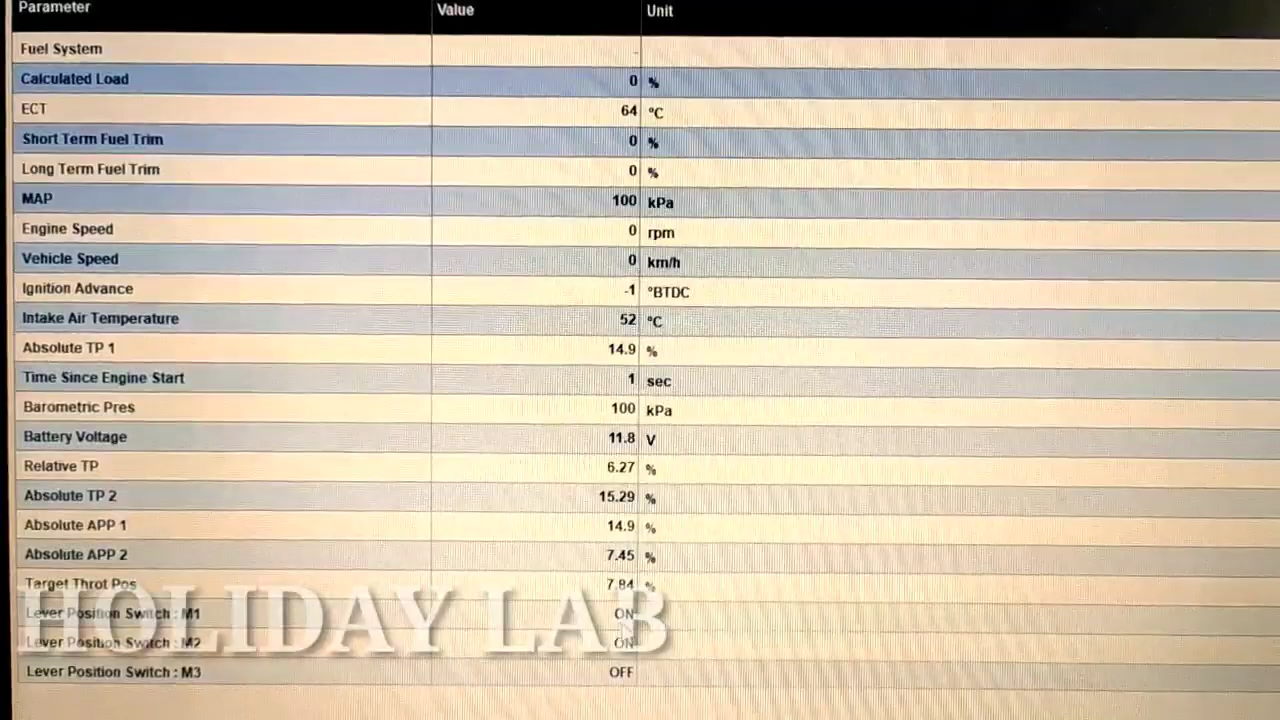 Parameter Value Unit
Fuel System -
Calculated Load 0 %
ECT 64 °C
Short Term Fuel Trim 0 %
Long Term Fuel Trim 0 %
MAP 100 kPa
Engine Speed 0 rpm
Vehicle Speed 0 km/h
Ignition Advance -1 °BTDC
Intake Air Temperature 52 °C
Absolute TP 1 14.9 %
Time Since Engine Start 1 sec
Barometric Pres 100 kPa
Battery Voltage 11.8 V
Relative TP 6.27 %
Absolute TP 2 15.29 %
Absolute APP 1 14.9 %
Absolute APP 2 7.45 %
Target Throt Pos 7.84 %
Lever Position Switch : M1 ON
HOLIDAY LAB
Lever Position Switch : M2 ON
Lever Position Switch : M3 OFF